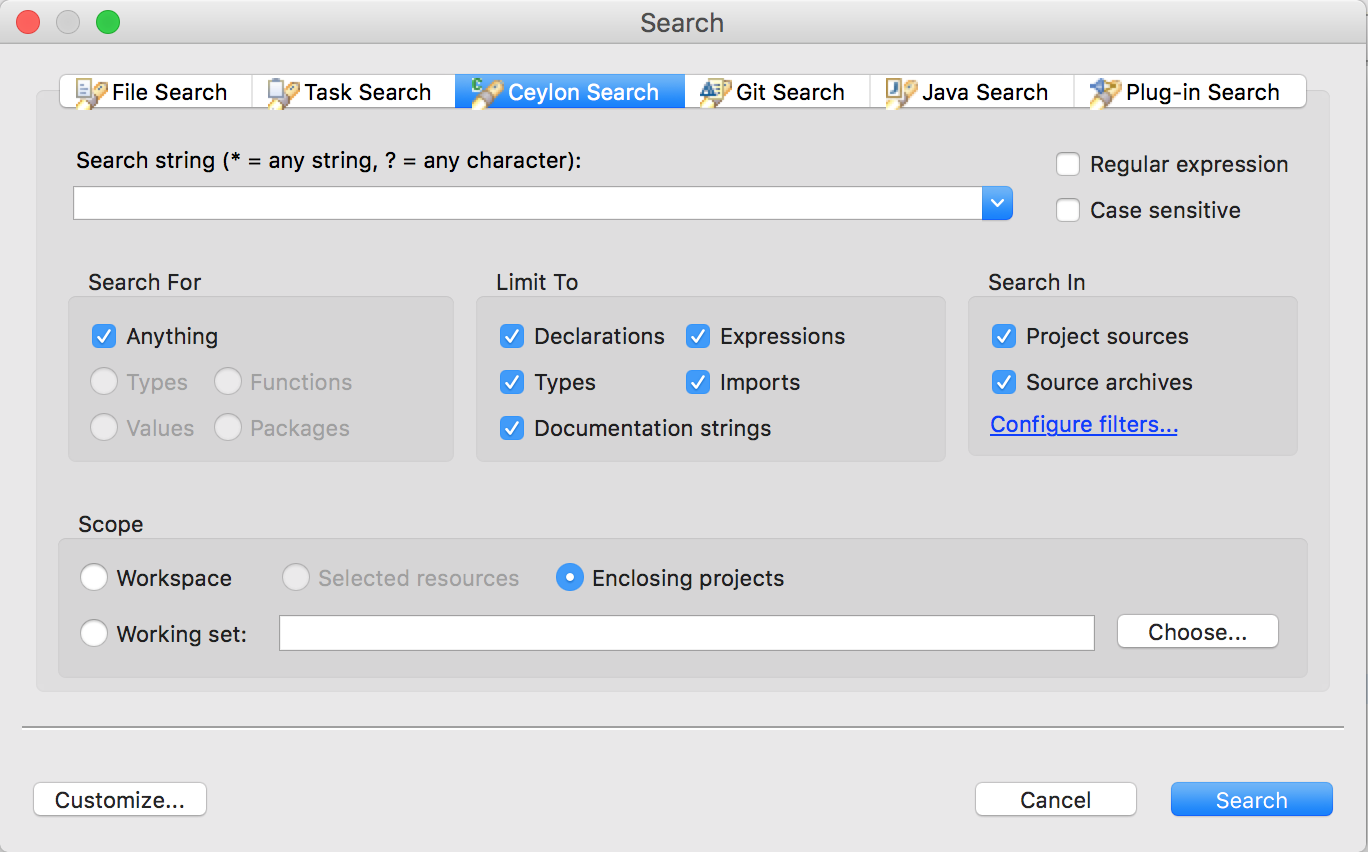 Search
File Search Task Search Ceylon Search Git Search Java Search Plug-in Search
Search string (* = any string, ? = any character):
Regular expression
Case sensitive
Search For
Anything
Types Functions
Values Packages
Limit To
Declarations Expressions
Types Imports
Documentation strings
Search In
Project sources
Source archives
Configure filters...
Scope
Workspace Selected resources Enclosing projects
Working set: Choose...
Customize... Cancel Search